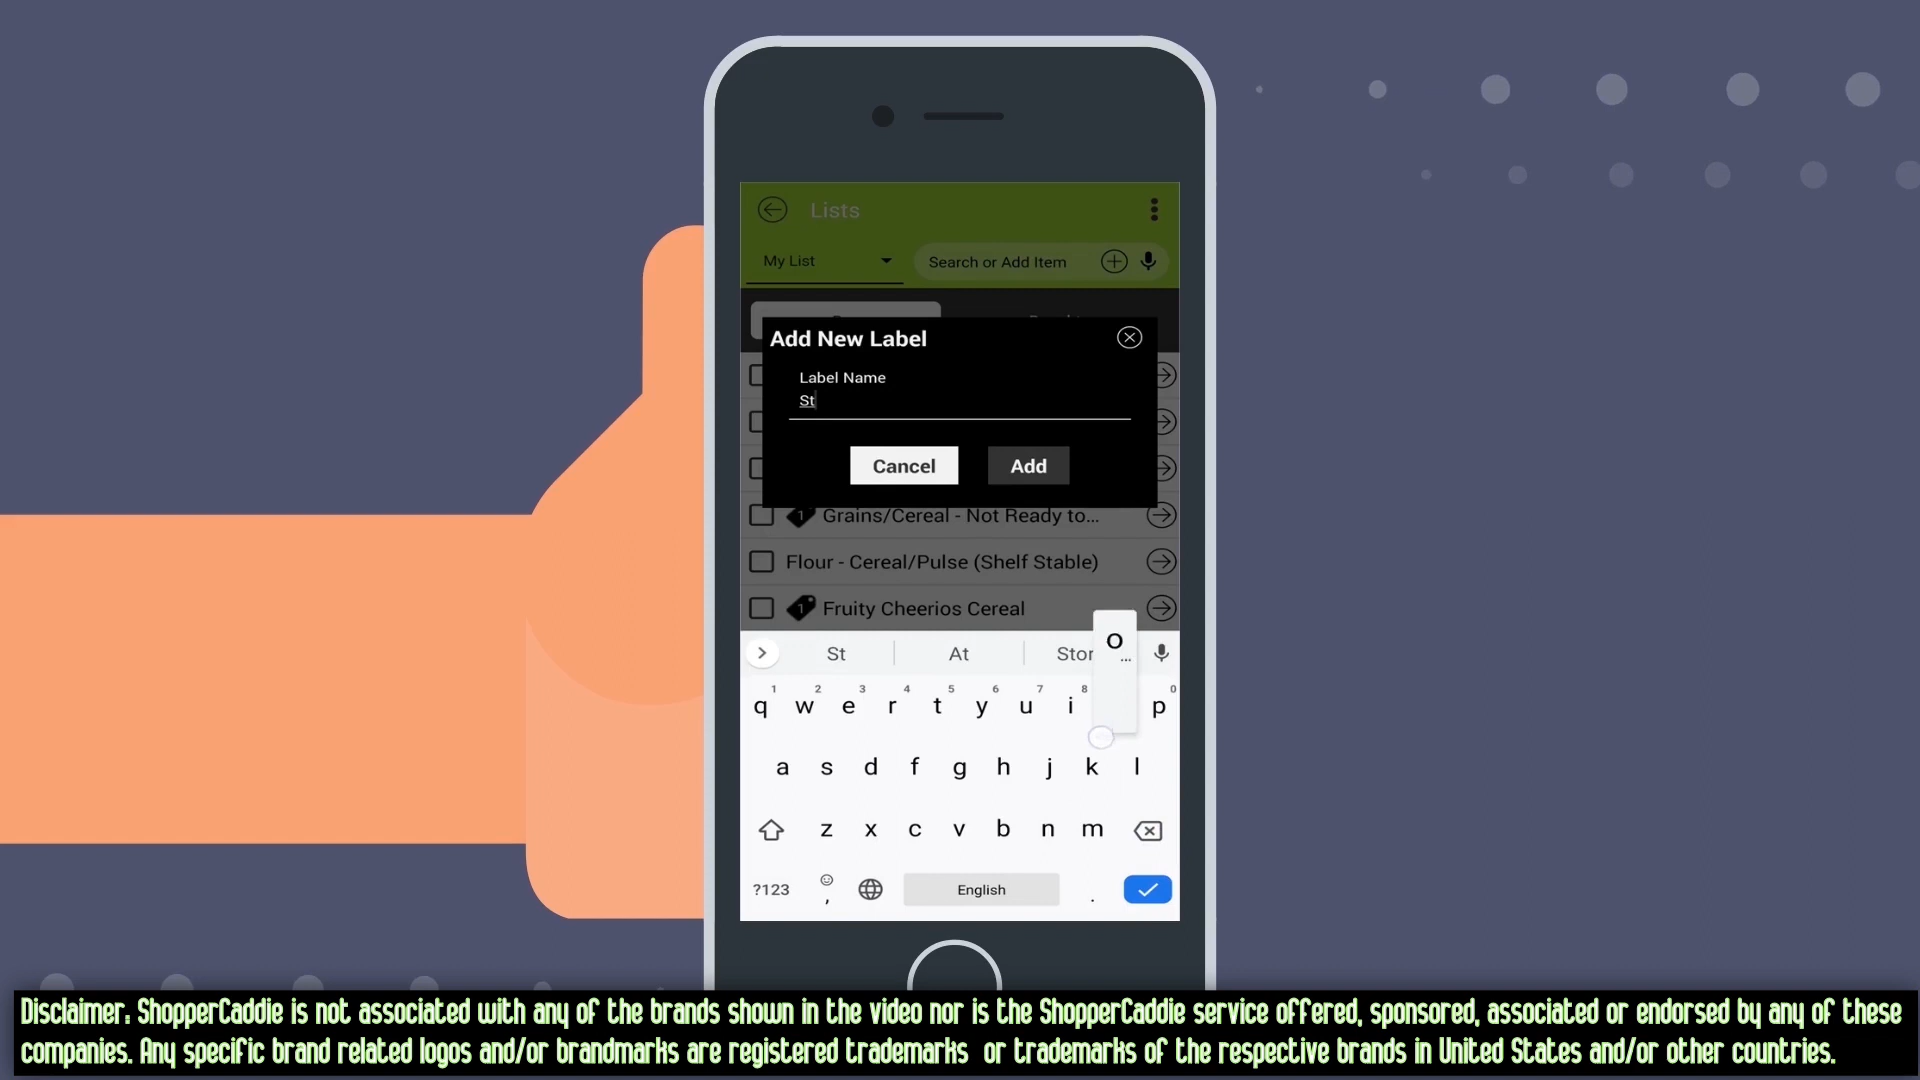 Lists
My List
Search or Add Item
Add New Label
Label Name
St
Cancel
Add
1 Grains/Cereal - Not Ready to...
Flour - Cereal/Pulse (Shelf Stable)
1 Fruity Cheerios Cereal
o
...
St
At
1 2 3 4 5 6 7 8 0
q w e r t y u i p
a s d f g h j k l
z x c v b n m
?123
,
English
.
Disclaimer: ShopperCaddie is not associated with any of the brands shown in the video nor is the ShopperCaddie service offered, sponsored, associated or endorsed by any of these
companies. Any specific brand related logos and/or brandmarks are registered trademarks or trademarks of the respective brands in United States and/or other countries.